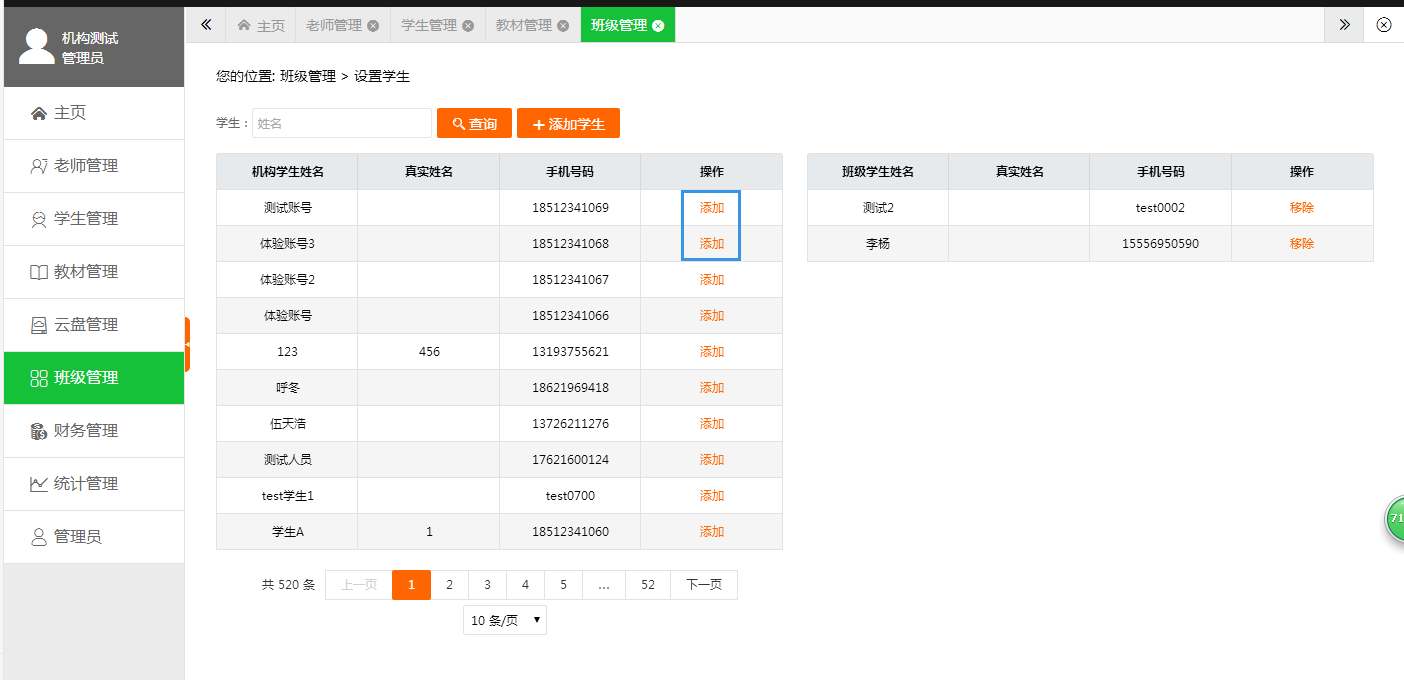 机构测试
管理员
主页
老师管理
学生管理
教材管理
云盘管理
班级管理
财务管理
统计管理
管理员
主页 老师管理 学生管理 教材管理 班级管理
您的位置: 班级管理 > 设置学生
学生： 姓名 查询 添加学生
机构学生姓名 真实姓名 手机号码 操作
测试账号 18512341069 添加
体验账号3 18512341068 添加
体验账号2 18512341067 添加
体验账号 18512341066 添加
123 456 13193755621 添加
呼冬 18621969418 添加
伍天浩 13726211276 添加
测试人员 17621600124 添加
test学生1 test0700 添加
学生A 1 18512341060 添加
共 520 条 上一页 1 2 3 4 5 ... 52 下一页
10 条/页
班级学生姓名 真实姓名 手机号码 操作
测试2 test0002 移除
李杨 15556950590 移除
71